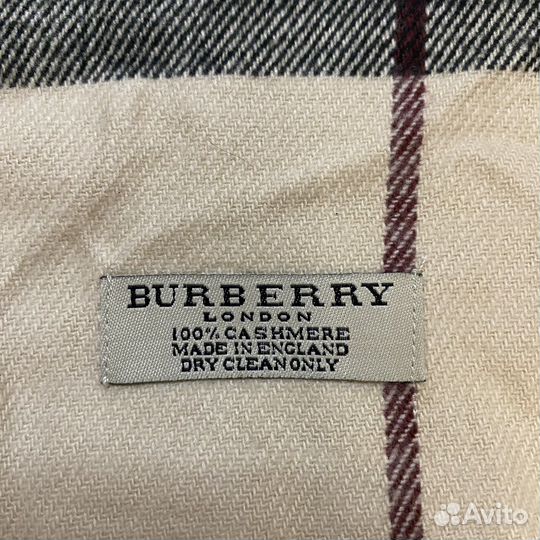 BURBERRY
LONDON
100% CASHMERE
MADE IN ENGLAND
DRY CLEAN ONLY
Avito